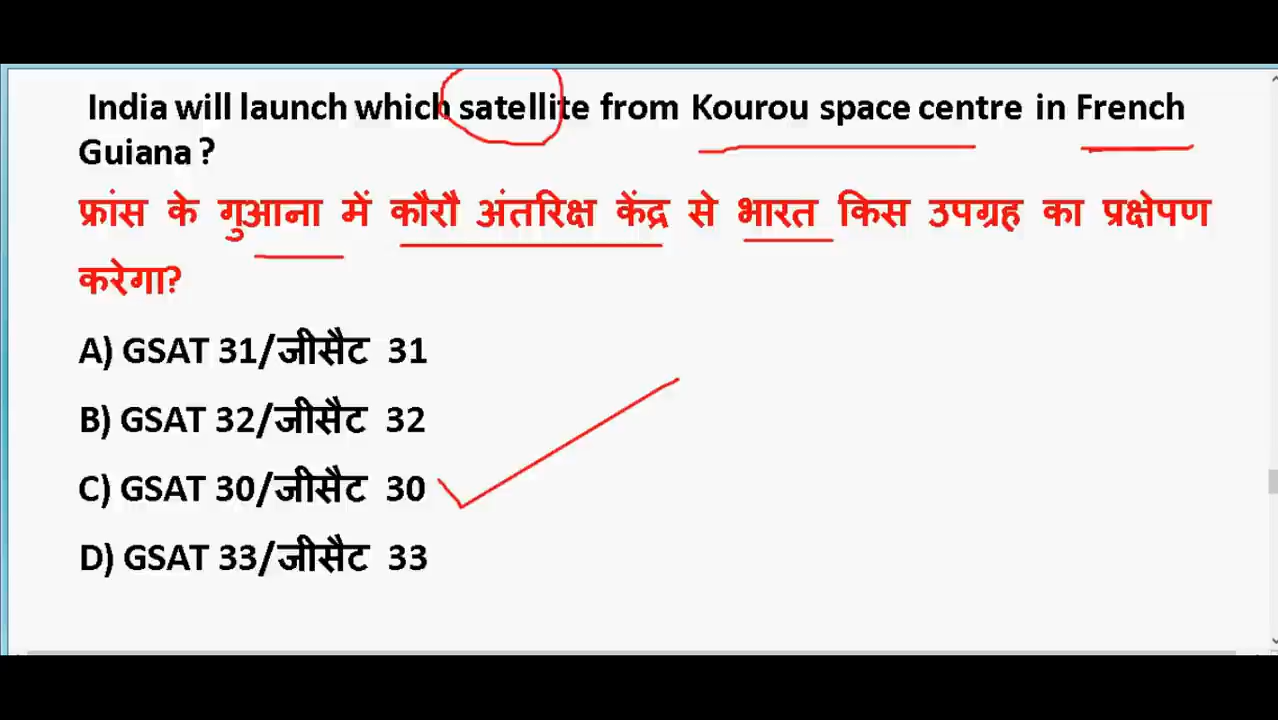 India will launch which satellite from Kourou space centre in French
Guiana ?
फ्रांस के गुआना में कौरौ अंतरिक्ष केंद्र से भारत किस उपग्रह का प्रक्षेपण
करेगा?
A) GSAT 31/जीसैट 31
B) GSAT 32/जीसैट 32
C) GSAT 30/जीसैट 30
D) GSAT 33/जीसैट 33